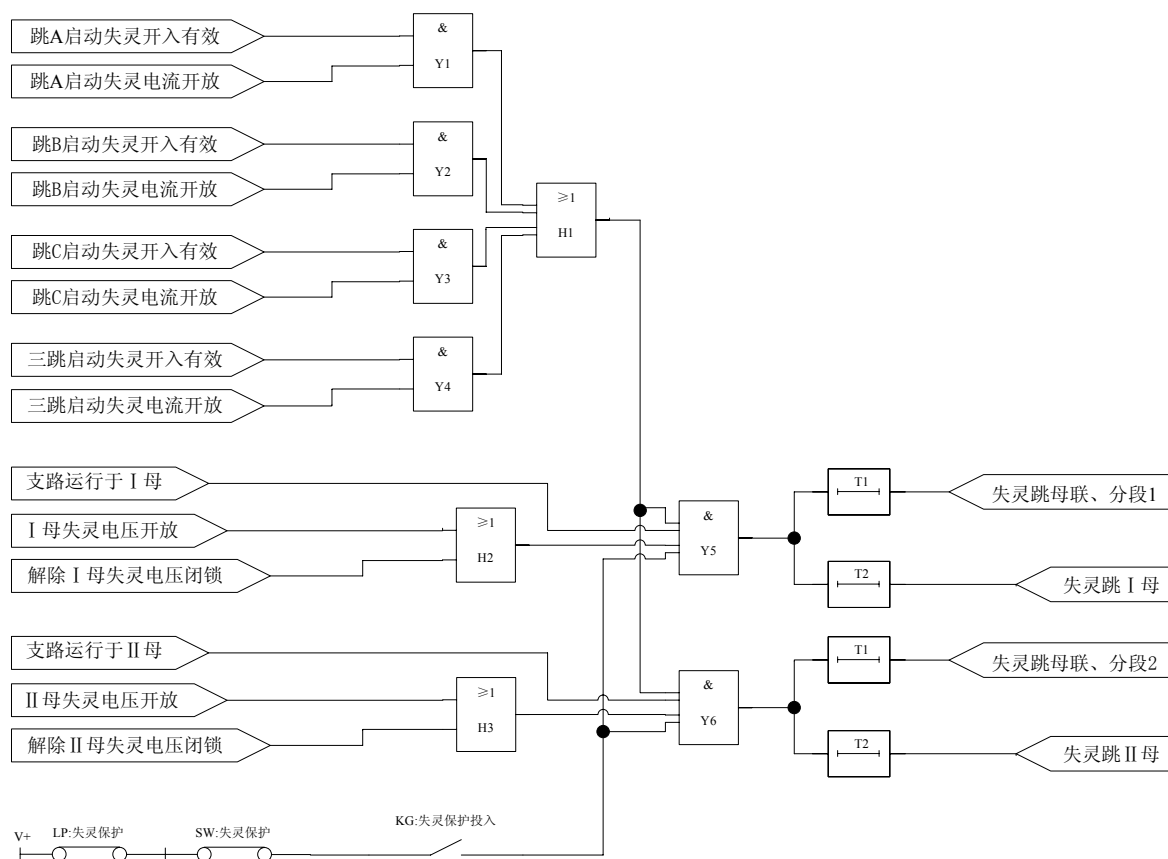 跳A启动失灵开入有效
跳A启动失灵电流开放
&
Y1
跳B启动失灵开入有效
跳B启动失灵电流开放
&
Y2
≥1
H1
跳C启动失灵开入有效
跳C启动失灵电流开放
&
Y3
三跳启动失灵开入有效
三跳启动失灵电流开放
&
Y4
支路运行于Ⅰ母
Ⅰ母失灵电压开放
解除Ⅰ母失灵电压闭锁
≥1
H2
&
Y5
T1
失灵跳母联、分段1
T2
失灵跳Ⅰ母
支路运行于Ⅱ母
Ⅱ母失灵电压开放
解除Ⅱ母失灵电压闭锁
≥1
H3
&
Y6
T1
失灵跳母联、分段2
T2
失灵跳Ⅱ母
V+
LP:失灵保护
SW:失灵保护
KG:失灵保护投入